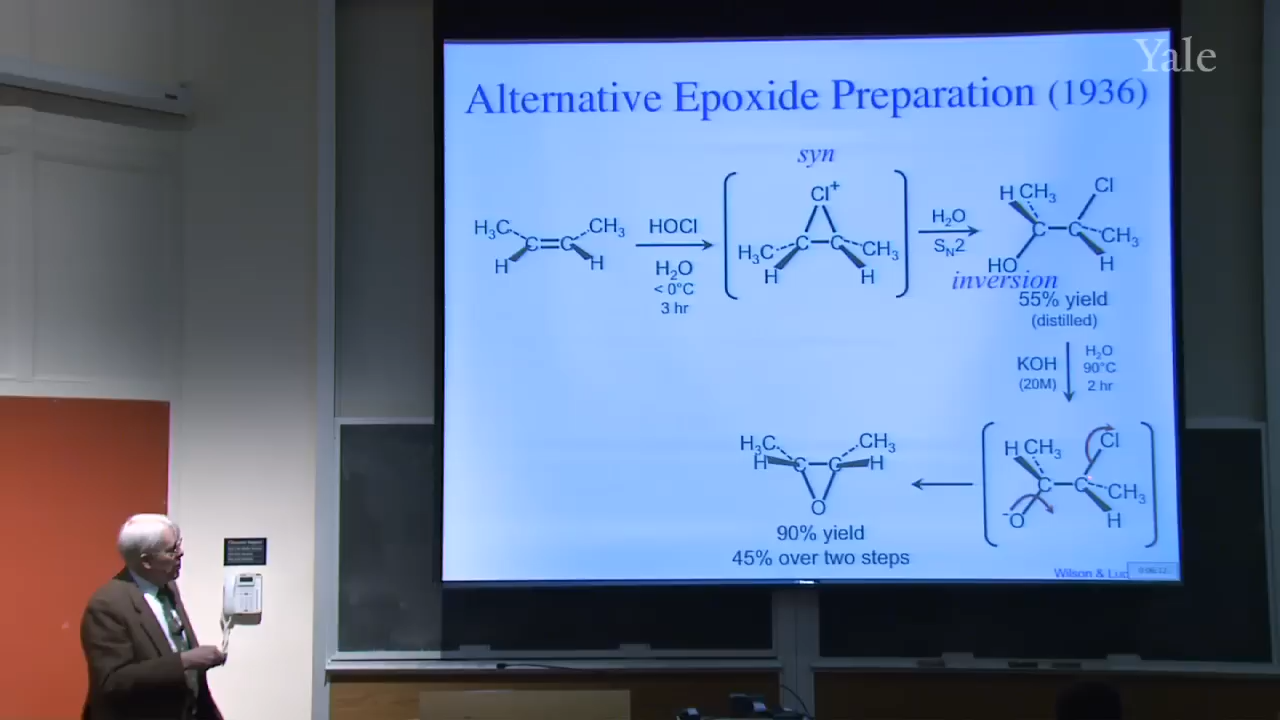 Yale
Alternative Epoxide Preparation (1936)
syn
H₃C CH₃
C=C
H H
HOCl
H₂O
< 0°C
3 hr
Cl⁺
H₃C C C CH₃
H H
H₂O
SN2
H CH₃ Cl
C C CH₃
HO H
inversion
55% yield
(distilled)
KOH
(20M)
H₂O
90°C
2 hr
H CH₃ Cl
C C CH₃
⁻O H
H₃C CH₃
H C C H
O
90% yield
45% over two steps
Wilson & Luc